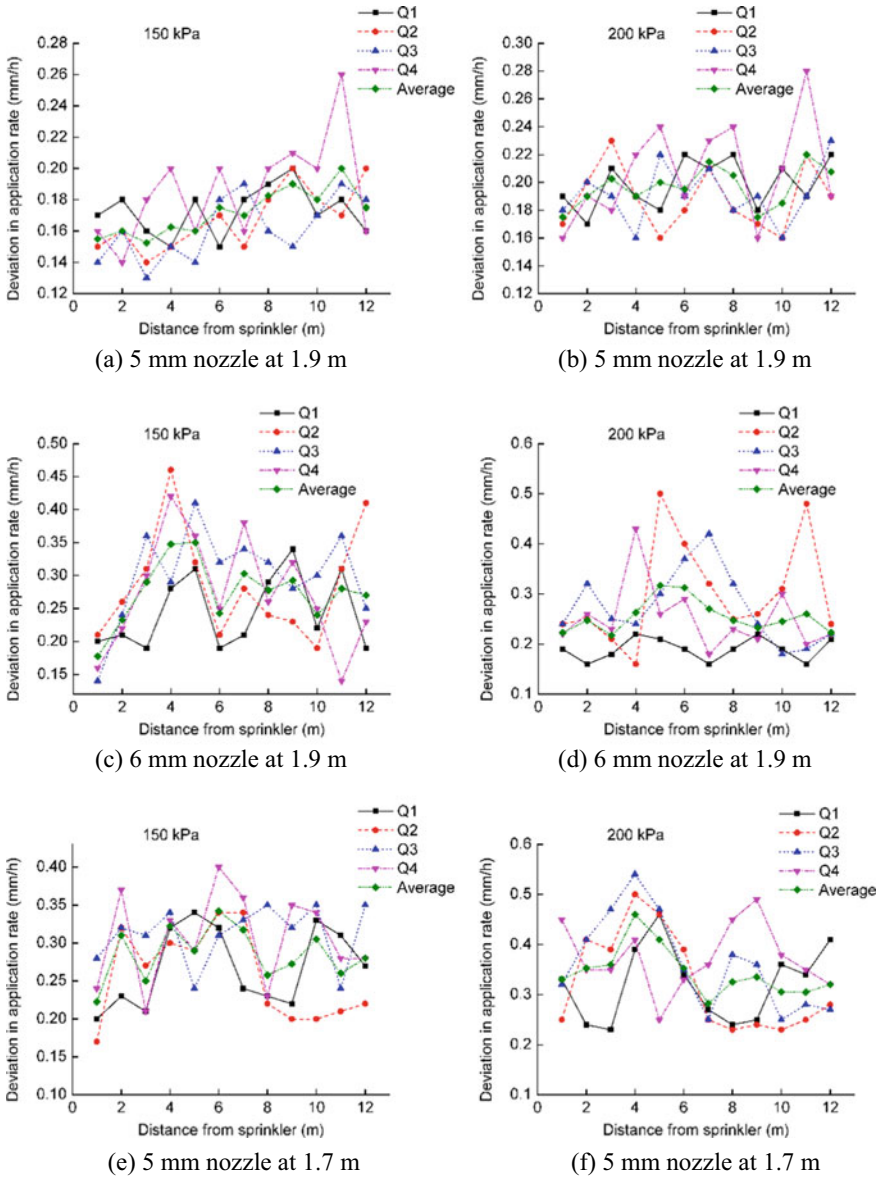 150 kPa
Q1
Q2
Q3
Q4
Average
Deviation in application rate (mm/h)
0.28
0.26
0.24
0.22
0.20
0.18
0.16
0.14
0.12
0 2 4 6 8 10 12
Distance from sprinkler (m)
(a) 5 mm nozzle at 1.9 m
200 kPa
Q1
Q2
Q3
Q4
Average
Deviation in application rate (mm/h)
0.30
0.28
0.26
0.24
0.22
0.20
0.18
0.16
0.14
0.12
0 2 4 6 8 10 12
Distance from sprinkler (m)
(b) 5 mm nozzle at 1.9 m
150 kPa
Q1
Q2
Q3
Q4
Average
Deviation in application rate (mm/h)
0.50
0.45
0.40
0.35
0.30
0.25
0.20
0.15
0 2 4 6 8 10 12
Distance from sprinkler (m)
(c) 6 mm nozzle at 1.9 m
200 kPa
Q1
Q2
Q3
Q4
Average
Deviation in application rate (mm/h)
0.6
0.5
0.4
0.3
0.2
0.1
0 2 4 6 8 10 12
Distance from sprinkler (m)
(d) 6 mm nozzle at 1.9 m
150 kPa
Q1
Q2
Q3
Q4
Average
Deviation in application rate (mm/h)
0.40
0.35
0.30
0.25
0.20
0.15
0.10
0 2 4 6 8 10 12
Distance from sprinkler (m)
(e) 5 mm nozzle at 1.7 m
200 kPa
Q1
Q2
Q3
Q4
Average
Deviation in application rate (mm/h)
0.6
0.5
0.4
0.3
0.2
0.1
0 2 4 6 8 10 12
Distance from sprinkler (m)
(f) 5 mm nozzle at 1.7 m